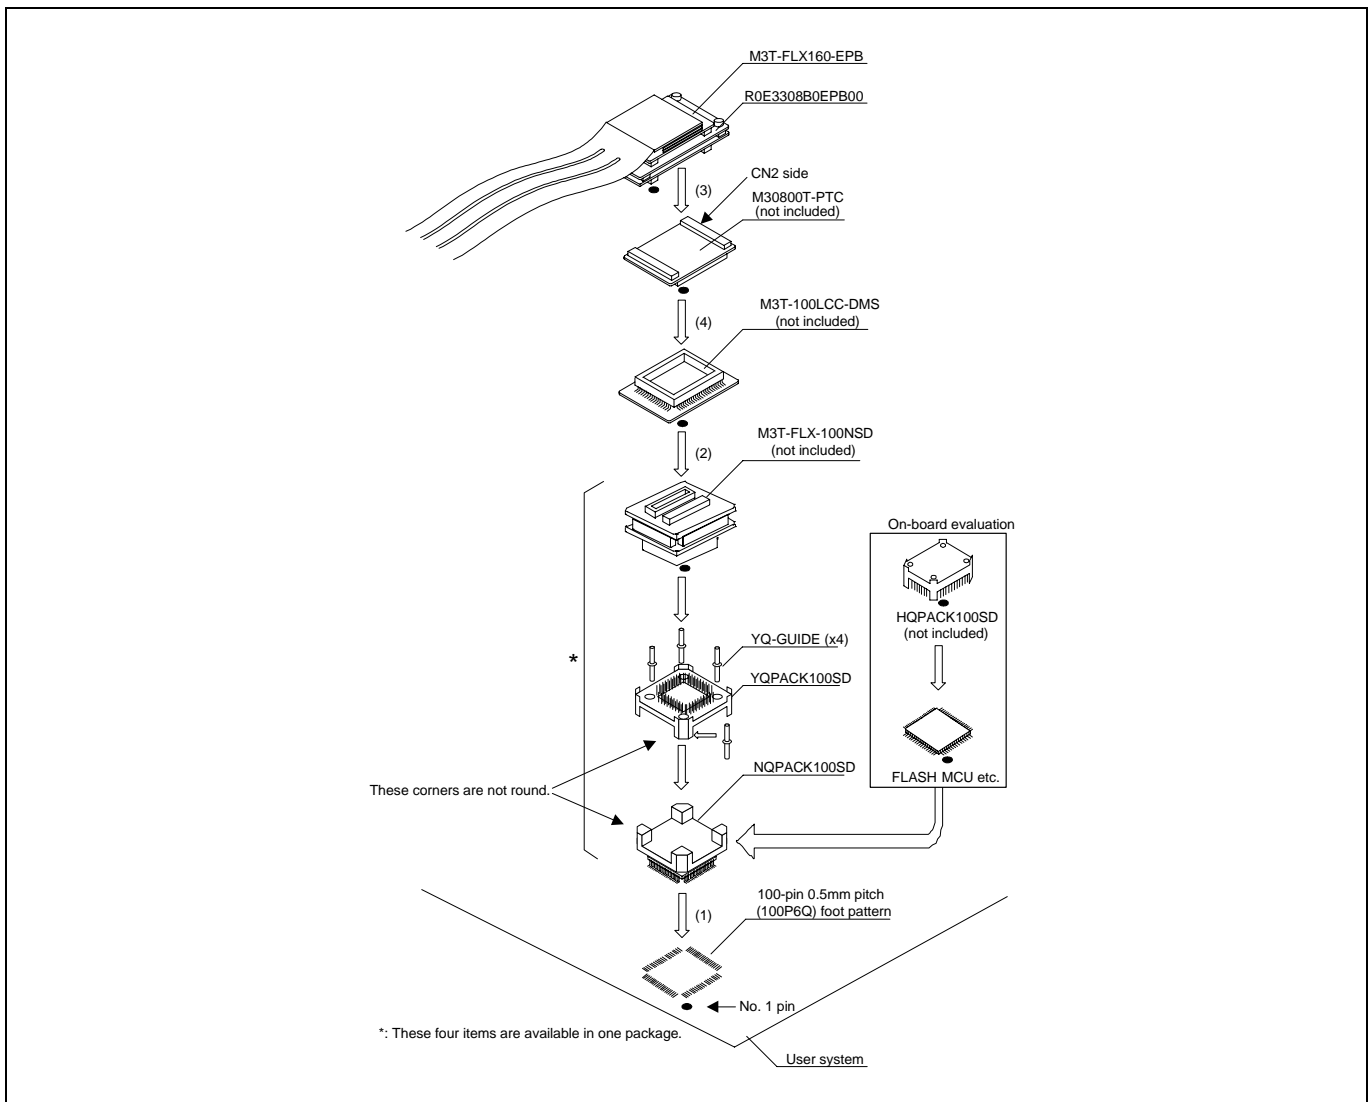 M3T-FLX160-EPB
R0E3308B0EPB00
CN2 side
(3)
M30800T-PTC
(not included)
M3T-100LCC-DMS
(not included)
(4)
M3T-FLX-100NSD
(not included)
(2)
On-board evaluation
HQPACK100SD
(not included)
YQ-GUIDE (x4)
*
YQPACK100SD
NQPACK100SD
FLASH MCU etc.
These corners are not round.
100-pin 0.5mm pitch
(100P6Q) foot pattern
(1)
No. 1 pin
*: These four items are available in one package.
User system